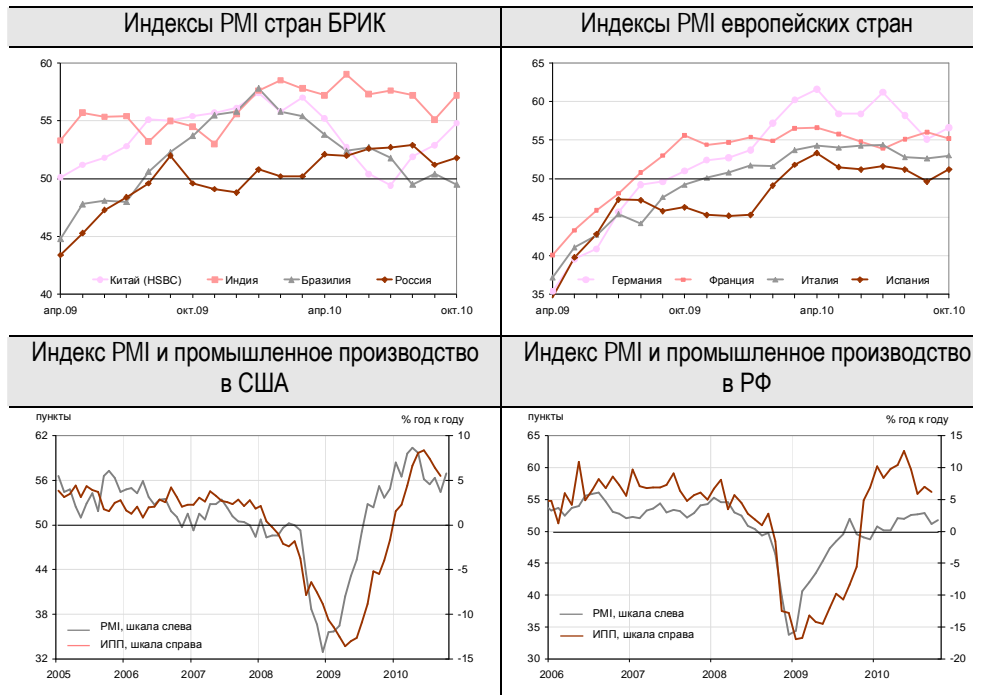 Индексы PMI стран БРИК
60
55
50
45
40
Китай (HSBC) Индия Бразилия Россия
апр.09 окт.09 апр.10 окт.10
Индексы PMI европейских стран
65
60
55
50
45
40
35
Германия Франция Италия Испания
апр.09 окт.09 апр.10 окт.10
Индекс PMI и промышленное производство
в США
пункты % год к году
62 10
56 5
50 0
44 -5
38 -10
32 -15
PMI, шкала слева
ИПП, шкала справа
2005 2006 2007 2008 2009 2010
Индекс PMI и промышленное производство
в РФ
пункты % год к году
65 15
60 10
55 5
50 0
45 -5
40 -10
35 -15
30 -20
PMI, шкала слева
ИПП, шкала справа
2006 2007 2008 2009 2010